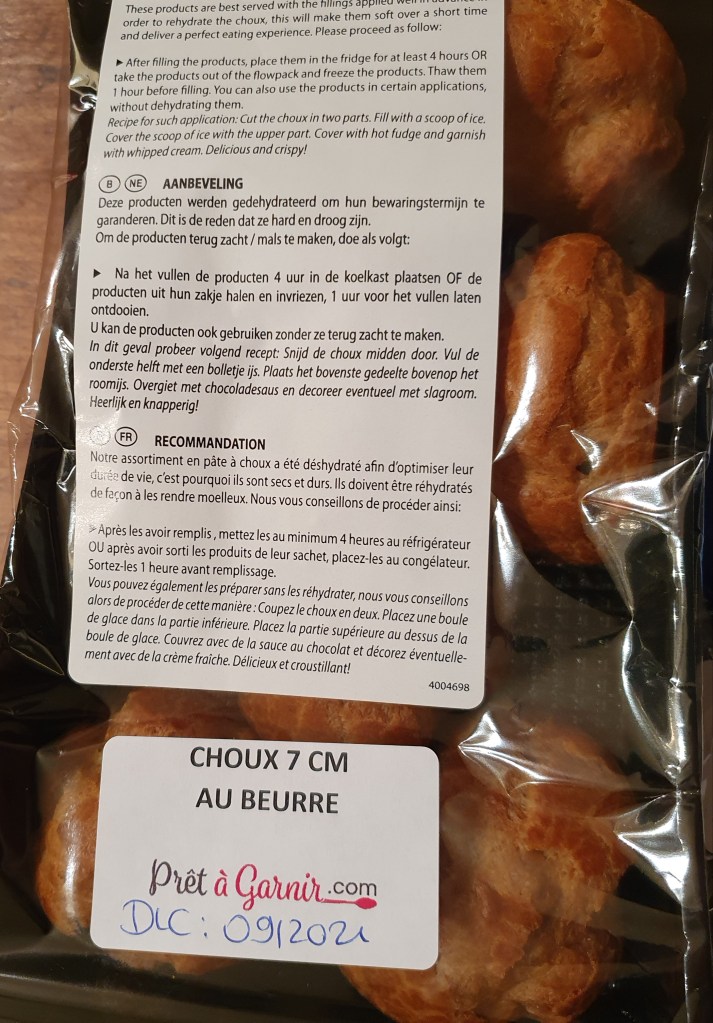 These products are best served with the fillings applied well in
order to rehydrate the choux, this will make them soft over a short time
and deliver a perfect eating experience. Please proceed as follow:
► After filling the products, place them in the fridge for at least 4 hours OR
take the products out of the flowpack and freeze the products. Thaw them
1 hour before filling. You can also use the products in certain applications,
without dehydrating them.
Recipe for such application: Cut the choux in two parts. Fill with a scoop of ice.
Cover the scoop of ice with the upper part. Cover with hot fudge and garnish
with whipped cream. Delicious and crispy!
B NE AANBEVELING
Deze producten werden gedehydrateerd om hun bewaringstermijn te
garanderen. Dit is de reden dat ze hard en droog zijn.
Om de producten terug zacht / mals te maken, doe als volgt:
► Na het vullen de producten 4 uur in de koelkast plaatsen OF de
producten uit hun zakje halen en invriezen, 1 uur voor het vullen laten
ontdooien.
U kan de producten ook gebruiken zonder ze terug zacht te maken.
In dit geval probeer volgend recept: Snijd de choux midden door. Vul de
onderste helft met een bolletje ijs. Plaats het bovenste gedeelte bovenop het
roomijs. Overgiet met chocoladesaus en decoreer eventueel met slagroom.
Heerlijk en knapperig!
FR RECOMMANDATION
Notre assortiment en pâte à choux a été déshydraté afin d'optimiser leur
durée de vie, c'est pourquoi ils sont secs et durs. Ils doivent être réhydratés
de façon à les rendre moelleux. Nous vous conseillons de procéder ainsi:
➢ Après les avoir remplis , mettez les au minimum 4 heures au réfrigérateur
OU après avoir sorti les produits de leur sachet, placez-les au congélateur.
Sortez-les 1 heure avant remplissage.
Vous pouvez également les préparer sans les réhydrater, nous vous conseillons
alors de procéder de cette manière : Coupez le choux en deux. Placez une boule
de glace dans la partie inférieure. Placez la partie supérieure au dessus de la
boule de glace. Couvrez avec de la sauce au chocolat et décorez éventuelle-
ment avec de la crème fraîche. Délicieux et croustillant!
4004698
CHOUX 7 CM
AU BEURRE
Prêt à Garnir.com
DLC : 09/2021